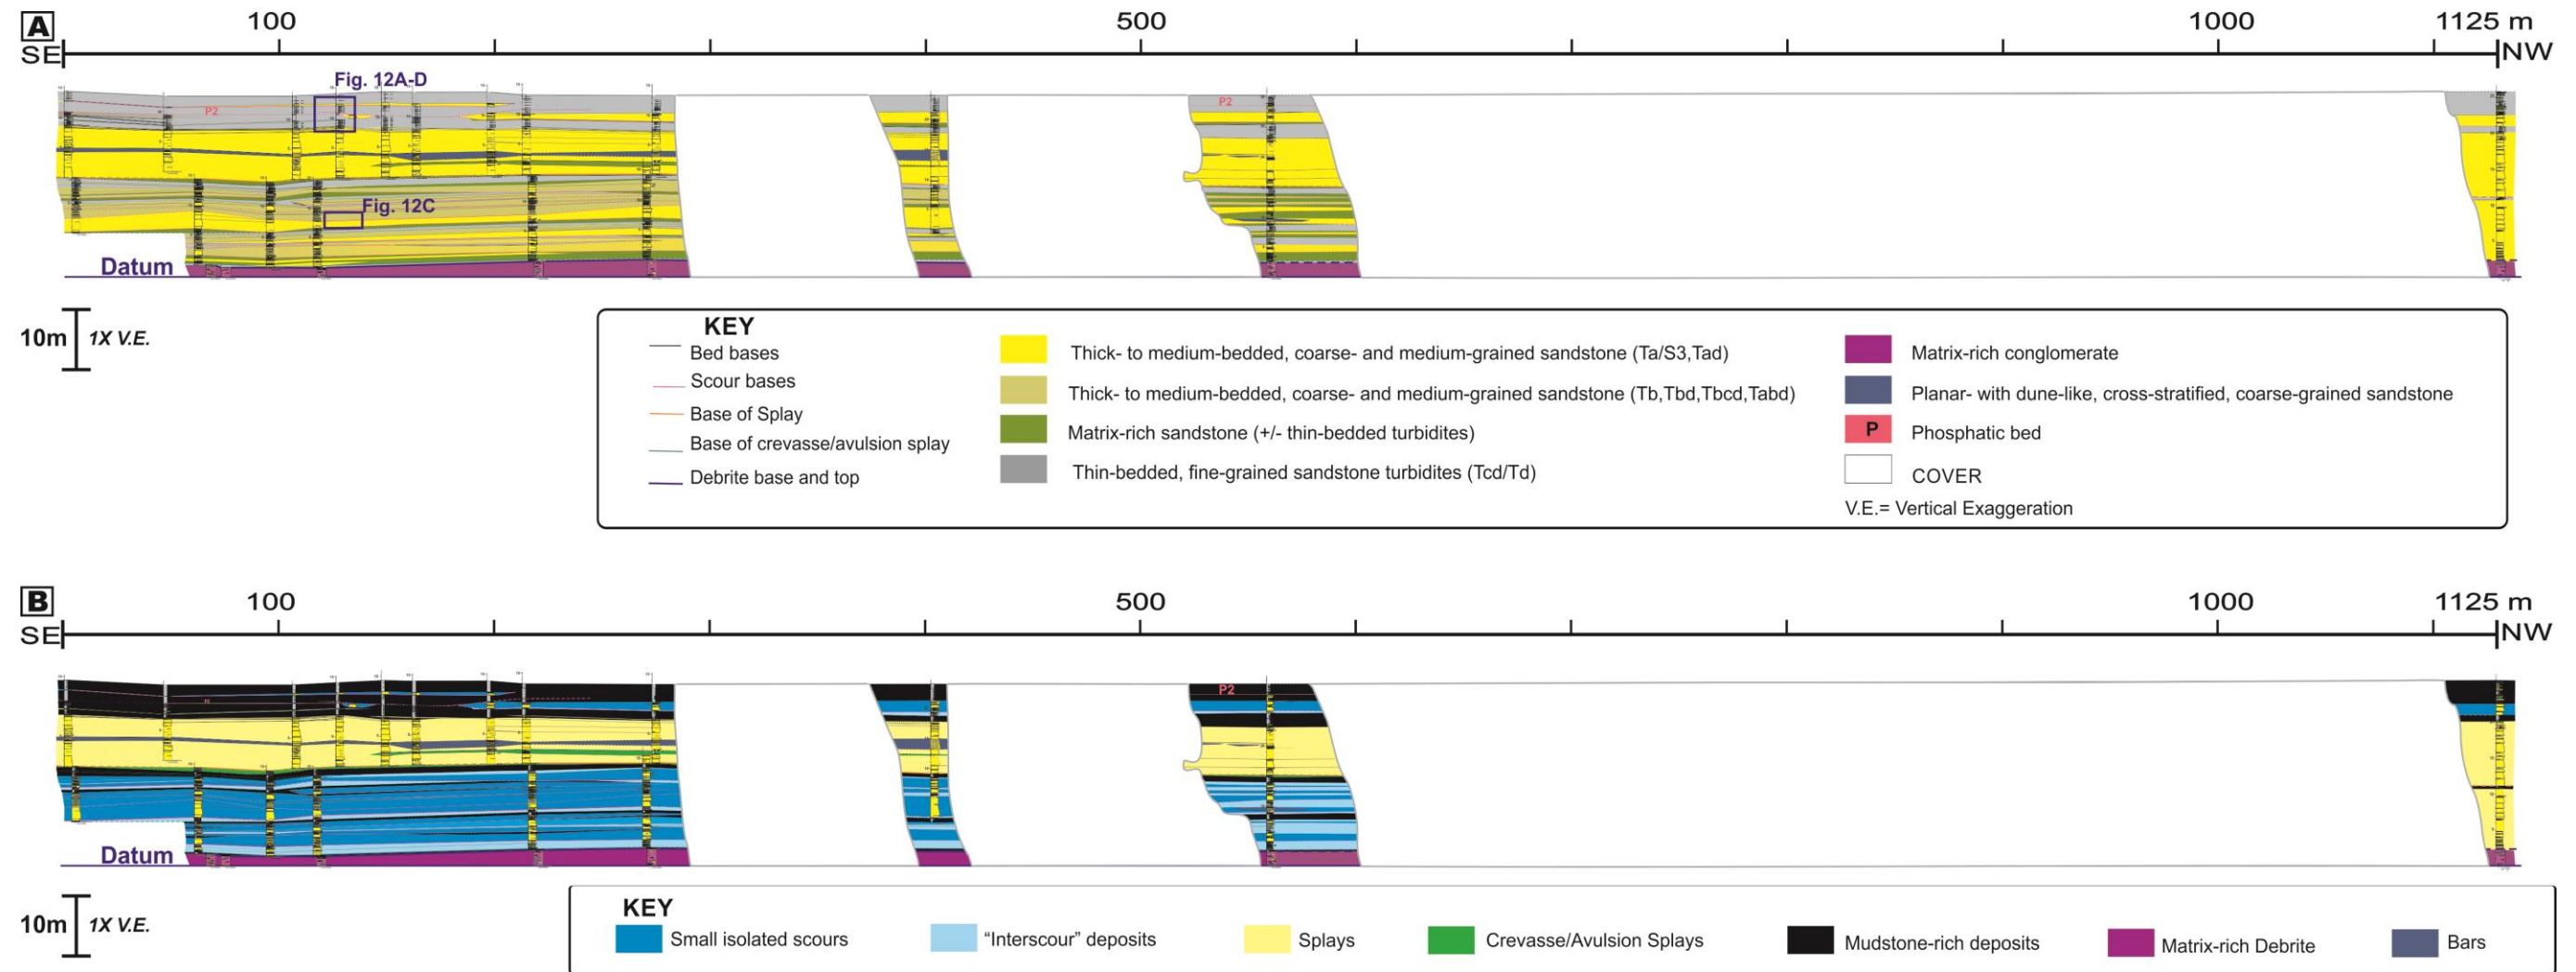 A
100 500 1000 1125 m
SE NW
Fig. 12A-D
P2 P2
Fig. 12C
Datum
10m 1X V.E.
KEY
Bed bases
Scour bases
Base of Splay
Base of crevasse/avulsion splay
Debrite base and top
Thick- to medium-bedded, coarse- and medium-grained sandstone (Ta/S3,Tad)
Thick- to medium-bedded, coarse- and medium-grained sandstone (Tb,Tbd,Tbcd,Tabd)
Matrix-rich sandstone (+/- thin-bedded turbidites)
Thin-bedded, fine-grained sandstone turbidites (Tcd/Td)
Matrix-rich conglomerate
Planar- with dune-like, cross-stratified, coarse-grained sandstone
P Phosphatic bed
COVER
V.E.= Vertical Exaggeration
B
100 500 1000 1125 m
SE NW
P2 P2
Datum
10m 1X V.E.
KEY
Small isolated scours
“Interscour” deposits
Splays
Crevasse/Avulsion Splays
Mudstone-rich deposits
Matrix-rich Debrite
Bars